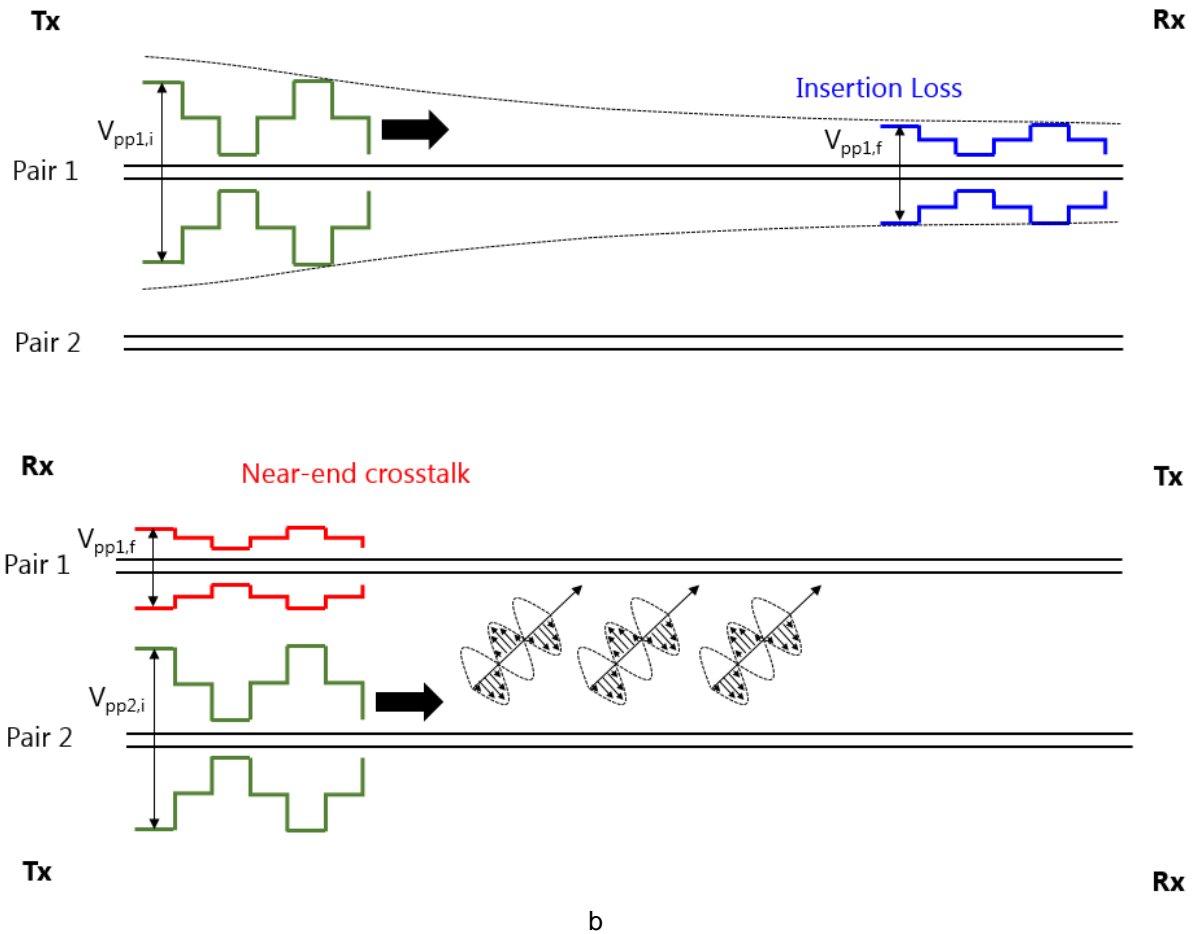 Tx
Rx
Insertion Loss
Vpp1,i
Vpp1,f
Pair 1
Pair 2
Rx
Near-end crosstalk
Tx
Vpp1,f
Pair 1
Vpp2,i
Pair 2
Tx
Rx
b